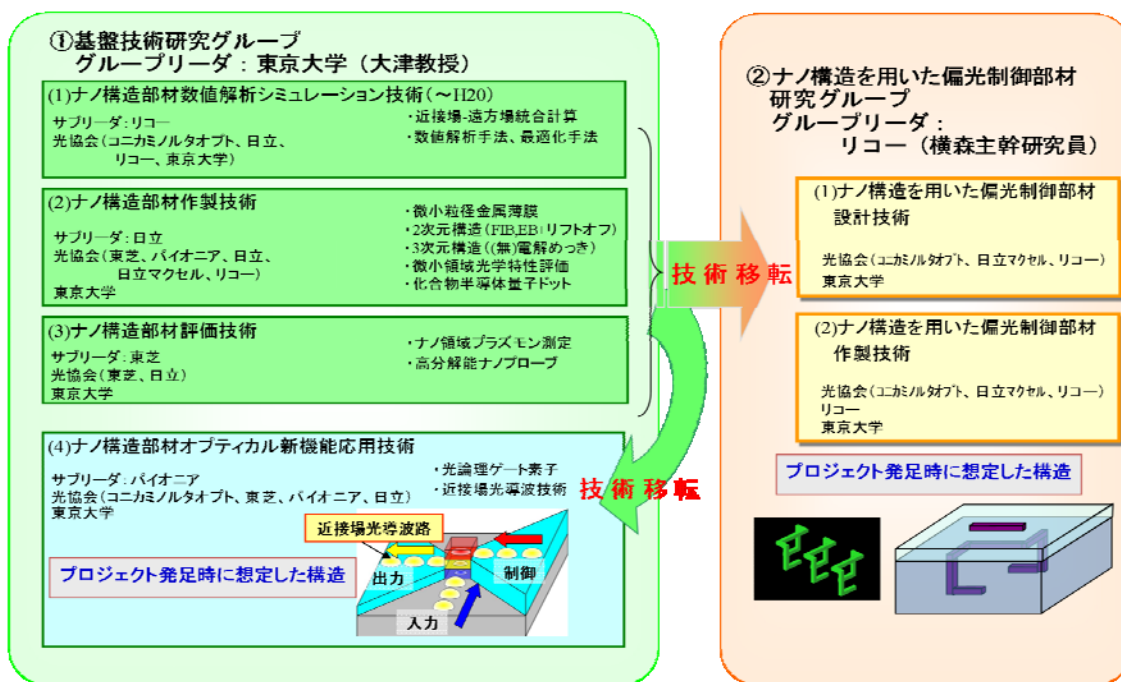 ①基盤技術研究グループ
グループリーダ：東京大学（大津教授）
(1)ナノ構造部材数値解析シミュレーション技術(～H20)
サブリーダ：リコー
光協会(コニカミノルタオプト、日立、
リコー、東京大学)
・近接場-遠方場統合計算
・数値解析手法、最適化手法
(2)ナノ構造部材作製技術
サブリーダ：日立
光協会(東芝、パイオニア、日立、
日立マクセル、リコー)
東京大学
・微小粒径金属薄膜
・2次元構造(FIB,EB+リフトオフ)
・3次元構造((無)電解めっき)
・微小領域光学特性評価
・化合物半導体量子ドット
(3)ナノ構造部材評価技術
サブリーダ：東芝
光協会(東芝、日立)
東京大学
・ナノ領域プラズモン測定
・高分解能ナノプローブ
(4)ナノ構造部材オプティカル新機能応用技術
サブリーダ：パイオニア
光協会(コニカミノルタオプト、東芝、パイオニア、日立)
東京大学
・光論理ゲート素子
・近接場光導波技術
技術移転
プロジェクト発足時に想定した構造
近接場光導波路
出力
制御
入力
技術移転
②ナノ構造を用いた偏光制御部材
研究グループ
グループリーダ：
リコー（横森主幹研究員）
(1)ナノ構造を用いた偏光制御部材
設計技術
光協会(コニカミノルタオプト、日立マクセル、リコー)
東京大学
(2)ナノ構造を用いた偏光制御部材
作製技術
光協会(コニカミノルタオプト、日立マクセル、リコー)
リコー
東京大学
プロジェクト発足時に想定した構造